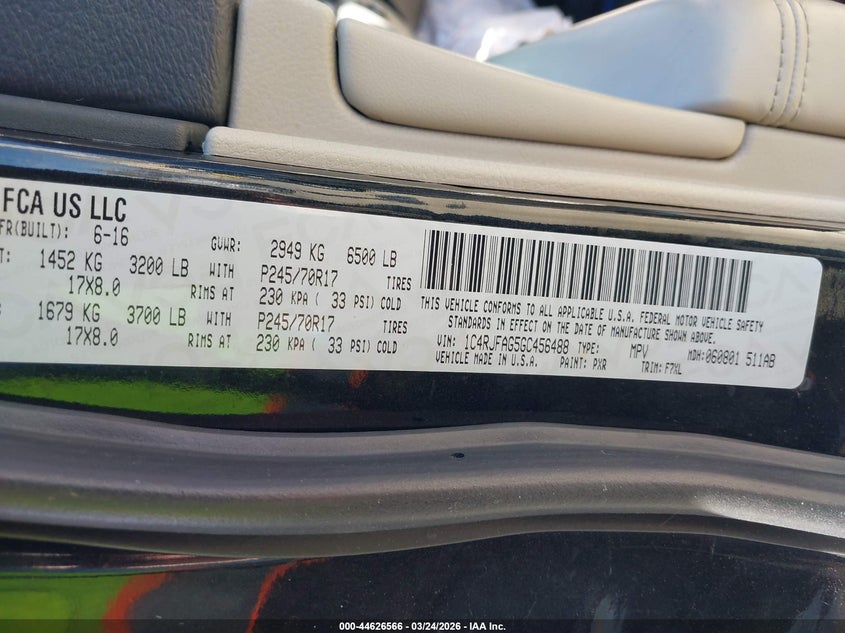 FCA US LLC
FR(BUILT): 6-16 GVWR: 2949 KG 6500 LB
T: 1452 KG 3200 LB WITH P245/70R17 TIRES
17X8.0 RIMS AT 230 KPA ( 33 PSI) COLD
1679 KG 3700 LB WITH P245/70R17 TIRES
17X8.0 RIMS AT 230 KPA ( 33 PSI) COLD
THIS VEHICLE CONFORMS TO ALL APPLICABLE U.S.A. FEDERAL MOTOR VEHICLE SAFETY
STANDARDS IN EFFECT ON THE DATE OF MANUFACTURE SHOWN ABOVE.
VIN: 1C4RJFAG5GC456488 TYPE: MPV MDH:060801 511AB
VEHICLE MADE IN U.S.A. PAINT: PXR TRIM: F7XL
000-44626566 - 03/24/2026 - IAA Inc.